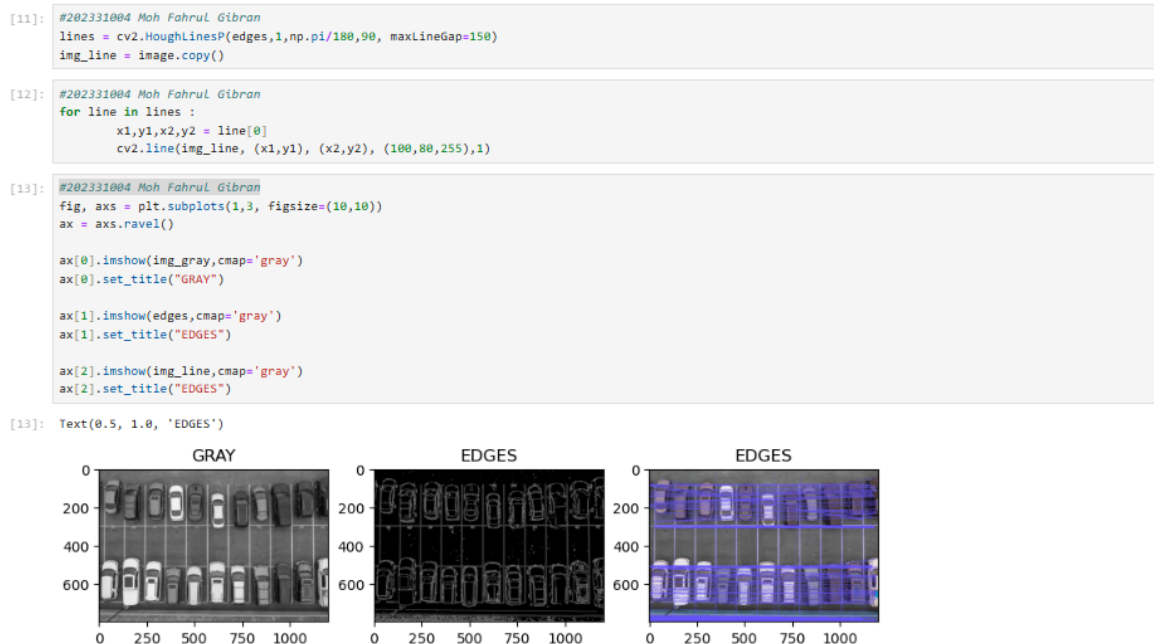 [11]: #202331004 Moh Fahrul Gibran
lines = cv2.HoughLinesP(edges,1,np.pi/180,90, maxLineGap=150)
img_line = image.copy()
[12]: #202331004 Moh Fahrul Gibran
for line in lines :
x1,y1,x2,y2 = line[0]
cv2.line(img_line, (x1,y1), (x2,y2), (100,80,255),1)
[13]: #202331004 Moh Fahrul Gibran
fig, axs = plt.subplots(1,3, figsize=(10,10))
ax = axs.ravel()
ax[0].imshow(img_gray,cmap='gray')
ax[0].set_title("GRAY")
ax[1].imshow(edges,cmap='gray')
ax[1].set_title("EDGES")
ax[2].imshow(img_line,cmap='gray')
ax[2].set_title("EDGES")
[13]: Text(0.5, 1.0, 'EDGES')
GRAY EDGES EDGES
0 0 0
200 200 200
400 400 400
600 600 600
0 250 500 750 1000 0 250 500 750 1000 0 250 500 750 1000